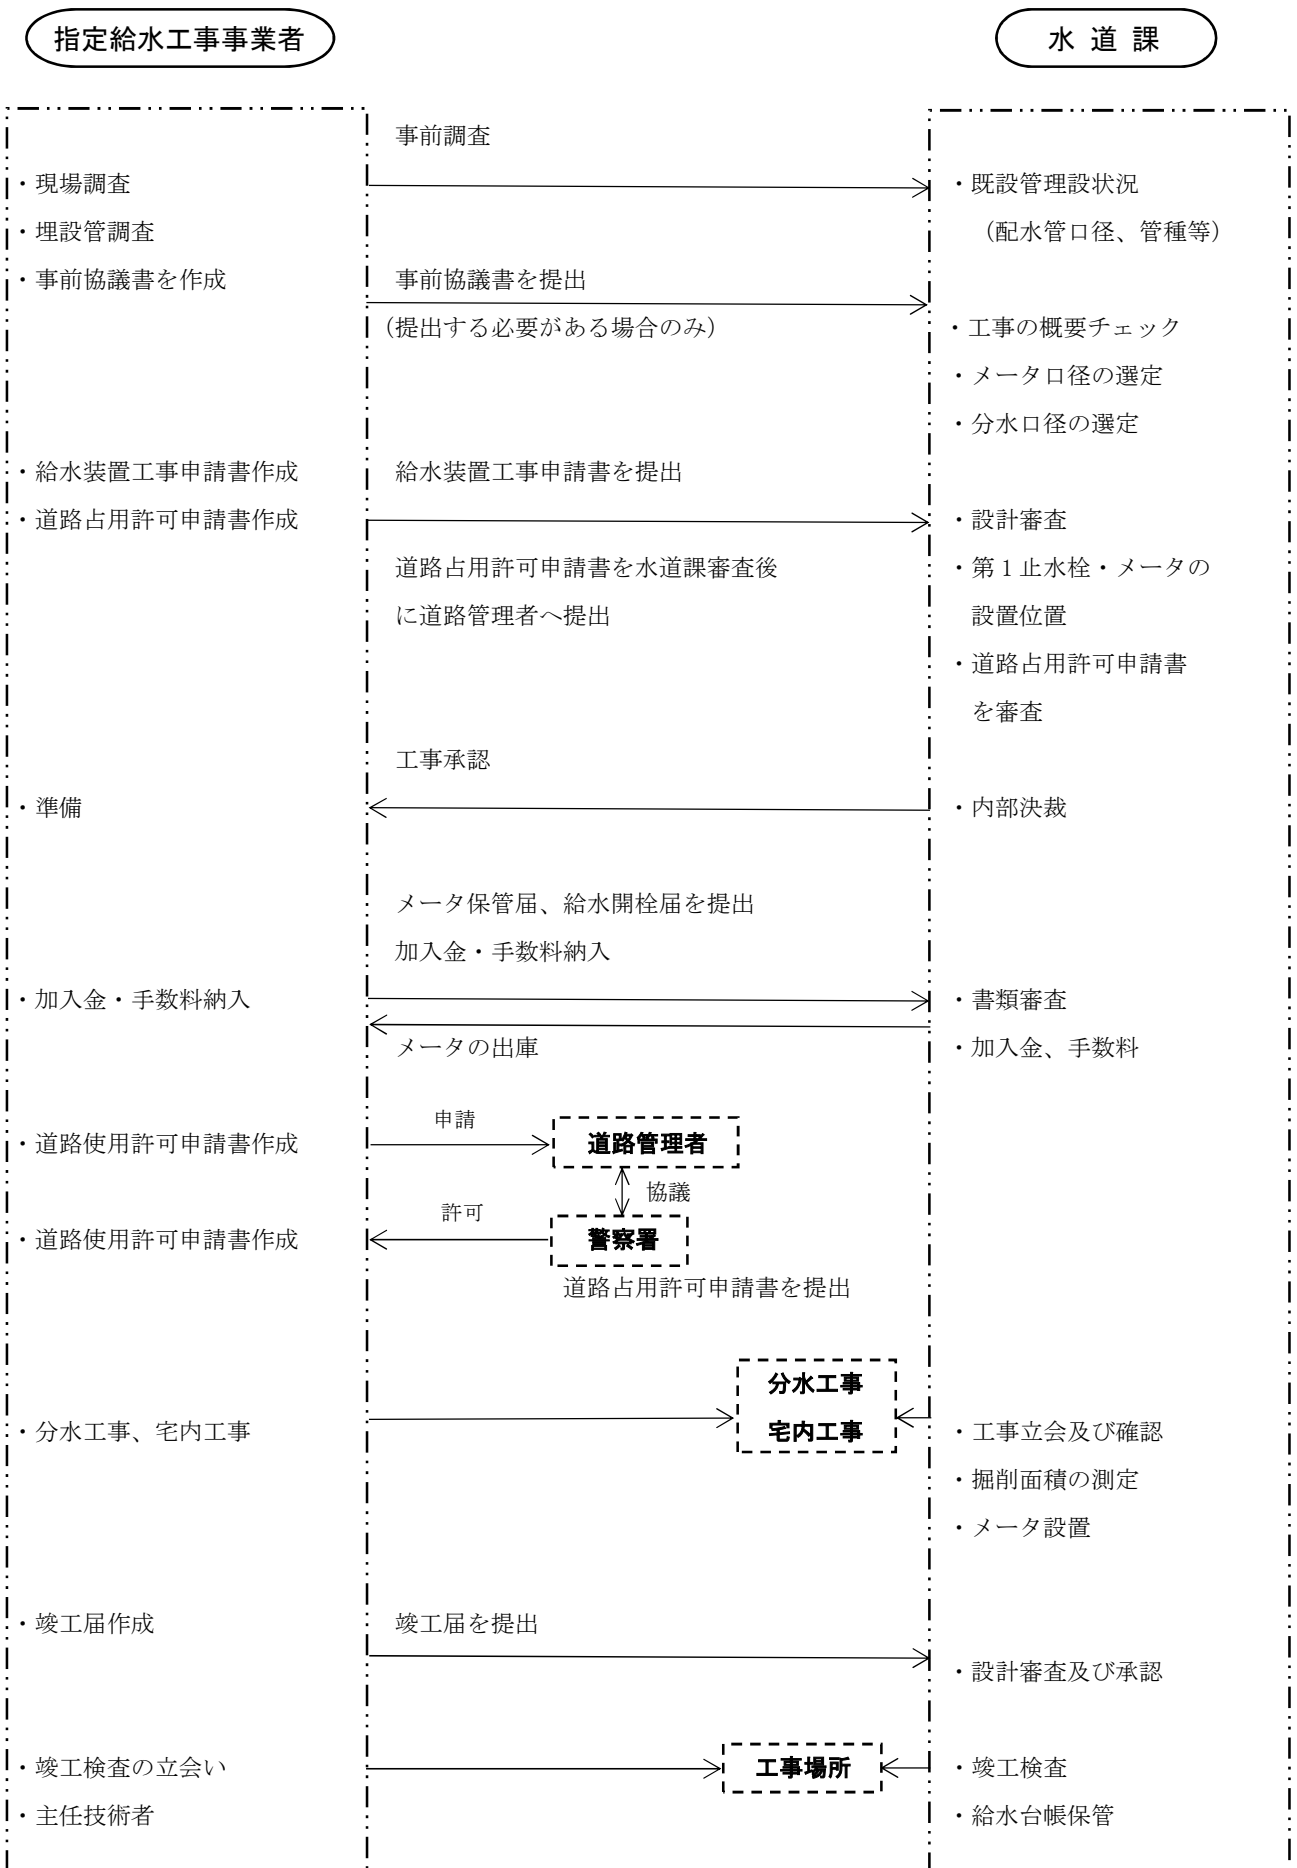 指定給水工事事業者
水 道 課
事前調査
・現場調査
・既設管理設状況
・埋設管調査
（配水管口径、管種等）
・事前協議書を作成
事前協議書を提出
（提出する必要がある場合のみ）
・工事の概要チェック
・メータ口径の選定
・分水口径の選定
・給水装置工事申請書作成
給水装置工事申請書を提出
・道路占用許可申請書作成
・設計審査
道路占用許可申請書を水道課審査後
・第１止水栓・メータの
に道路管理者へ提出
設置位置
・道路占用許可申請書
を審査
工事承認
・準備
・内部決裁
メータ保管届、給水開栓届を提出
加入金・手数料納入
・加入金・手数料納入
・書類審査
メータの出庫
・加入金、手数料
申請
・道路使用許可申請書作成
道路管理者
協議
許可
・道路使用許可申請書作成
警察署
道路占用許可申請書を提出
分水工事
・分水工事、宅内工事
宅内工事
・工事立会及び確認
・掘削面積の測定
・メータ設置
・竣工届作成
竣工届を提出
・設計審査及び承認
・竣工検査の立会い
工事場所
・竣工検査
・主任技術者
・給水台帳保管